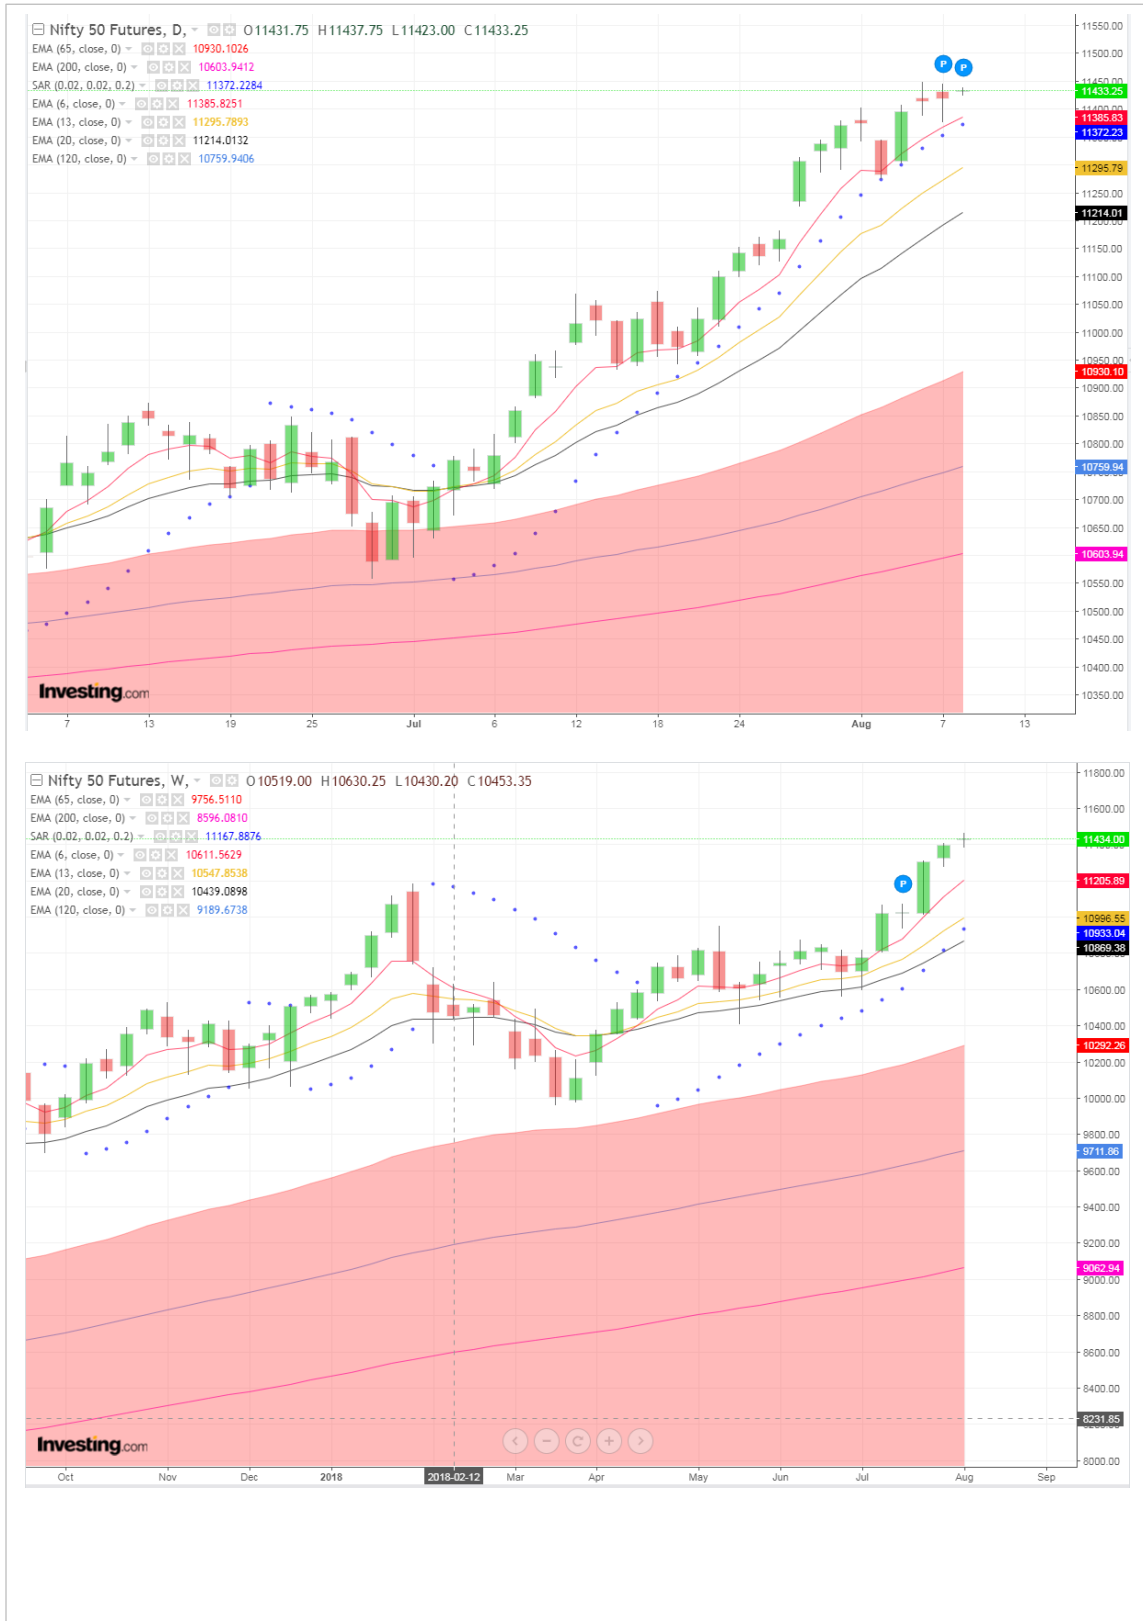 Nifty 50 Futures, D, O11431.75 H11437.75 L11423.00 C11433.25
EMA (65, close, 0) 10930.1026
EMA (200, close, 0) 10603.9412
SAR (0.02, 0.02, 0.2) 11372.2284
EMA (6, close, 0) 11385.8251
EMA (13, close, 0) 11295.7893
EMA (20, close, 0) 11214.0132
EMA (120, close, 0) 10759.9406
P P
11550.00
11500.00
11450.00
11433.25
11400.00
11385.83
11372.23
11295.79
11250.00
11214.01
11200.00
11150.00
11100.00
11050.00
11000.00
10950.00
10930.10
10900.00
10850.00
10800.00
10759.94
10700.00
10650.00
10603.94
10550.00
10500.00
10450.00
10400.00
10350.00
Investing.com
7 13 19 25 Jul 6 12 18 24 Aug 7 13
Nifty 50 Futures, W, O10519.00 H10630.25 L10430.20 C10453.35
EMA (65, close, 0) 9756.5110
EMA (200, close, 0) 8596.0810
SAR (0.02, 0.02, 0.2) 11167.8876
EMA (6, close, 0) 10611.5629
EMA (13, close, 0) 10547.8538
EMA (20, close, 0) 10439.0898
EMA (120, close, 0) 9189.6738
P
11800.00
11600.00
11434.00
11205.89
10996.55
10933.04
10869.38
10600.00
10400.00
10292.26
10200.00
10000.00
9800.00
9711.86
9600.00
9400.00
9200.00
9062.94
9000.00
8800.00
8600.00
8400.00
8231.85
8000.00
Investing.com
Oct Nov Dec 2018 2018-02-12 Mar Apr May Jun Jul Aug Sep